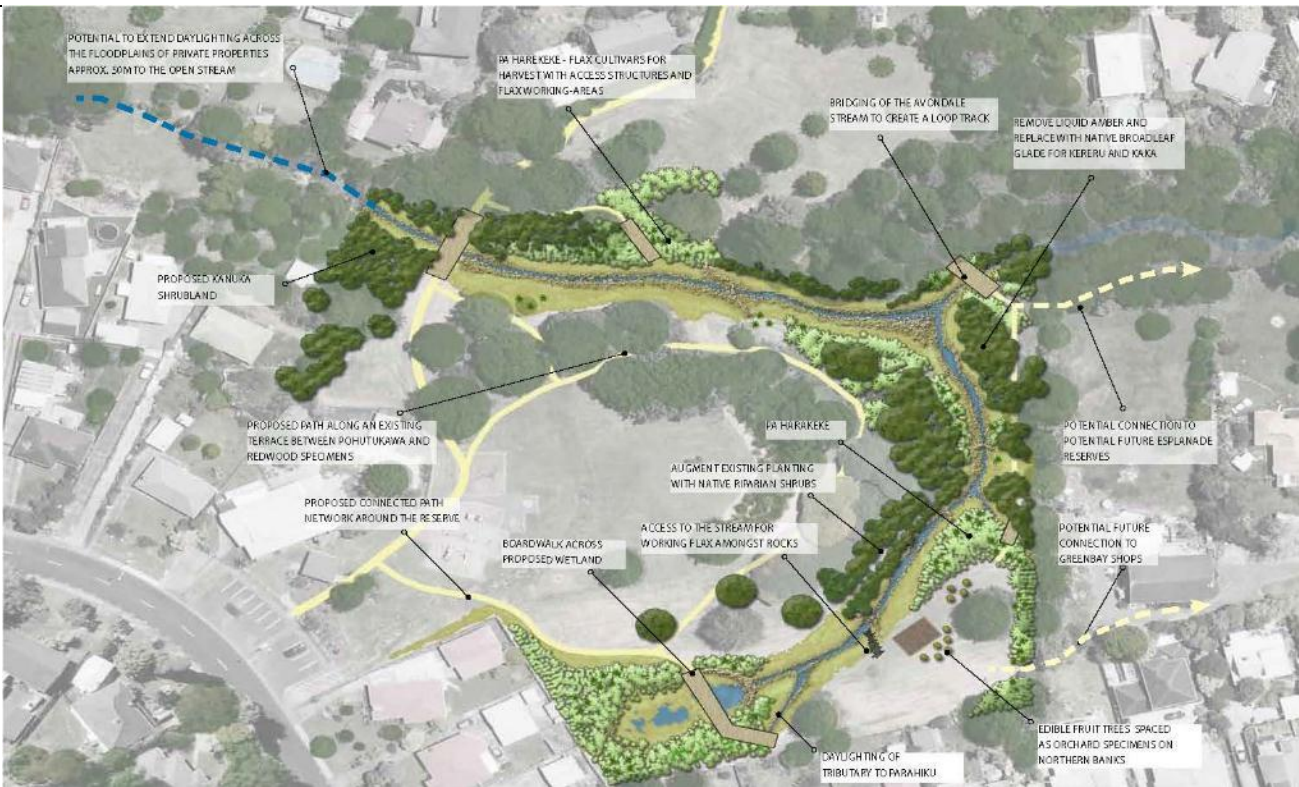 POTENTIAL TO EXTEND DAYLIGHTING ACROSS
THE FLOODPLAINS OF PRIVATE PROPERTIES
APPROX. 50M TO THE OPEN STREAM
PA HAREKEKE - FLAX CULTIVARS FOR
HARVEST WITH ACCESS STRUCTURES AND
FLAX WORKING-AREAS
BRIDGING OF THE AVONDALE
STREAM TO CREATE A LOOP TRACK
REMOVE LIQUID AMBER AND
REPLACE WITH NATIVE BROADLEAF
GLADE FOR KERERU AND KAKA
PROPOSED KANUKA
SHRUBLAND
PROPOSED PATH ALONG AN EXISTING
TERRACE BETWEEN POHUTUKAWA AND
REDWOOD SPECIMENS
PA HARAKEKE
POTENTIAL CONNECTION TO
POTENTIAL FUTURE ESPLANADE
RESERVES
AUGMENT EXISTING PLANTING
WITH NATIVE RIPARIAN SHRUBS
PROPOSED CONNECTED PATH
NETWORK AROUND THE RESERVE
BOARDWALK ACROSS
PROPOSED WETLAND
ACCESS TO THE STREAM FOR
WORKING FLAX AMONGST ROCKS
POTENTIAL FUTURE
CONNECTION TO
GREENBAY SHOPS
DAYLIGHTING OF
TRIBUTARY TO PARAHIKU
EDIBLE FRUIT TREES SPACED
AS ORCHARD SPECIMENS ON
NORTHERN BANKS